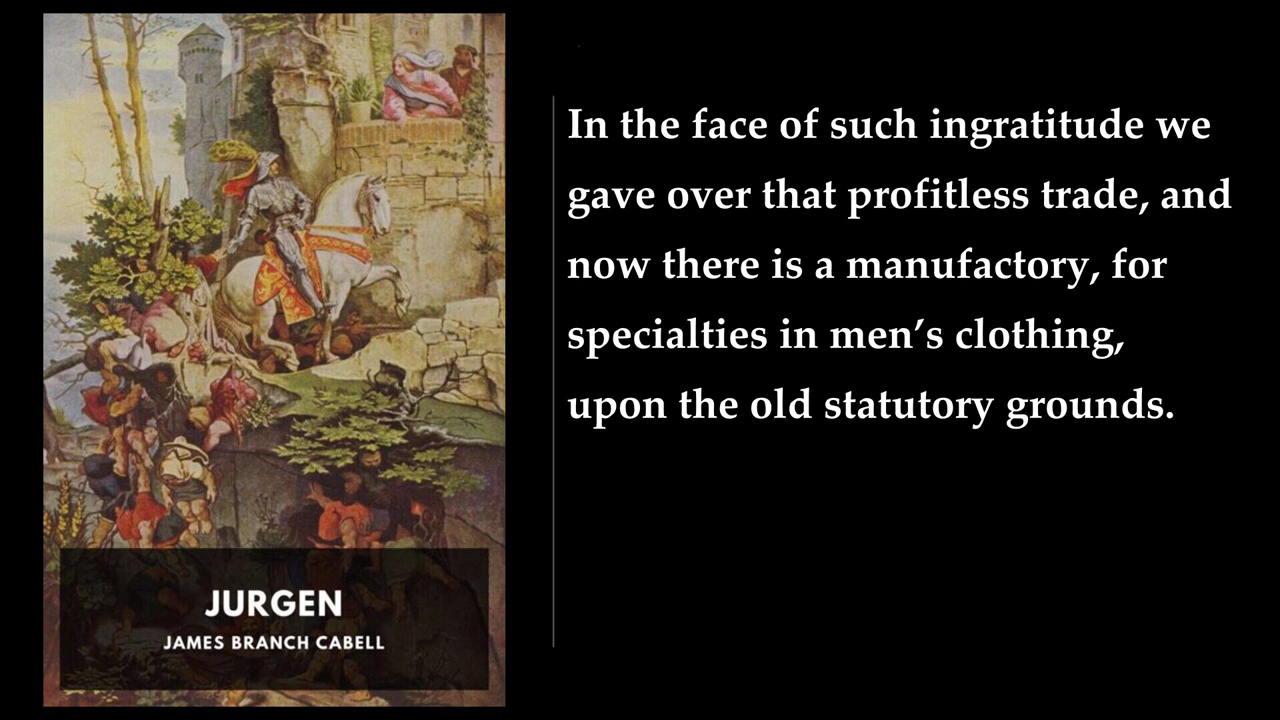 JURGEN
JAMES BRANCH CABELL
In the face of such ingratitude we
gave over that profitless trade, and
now there is a manufactory, for
specialties in men’s clothing,
upon the old statutory grounds.